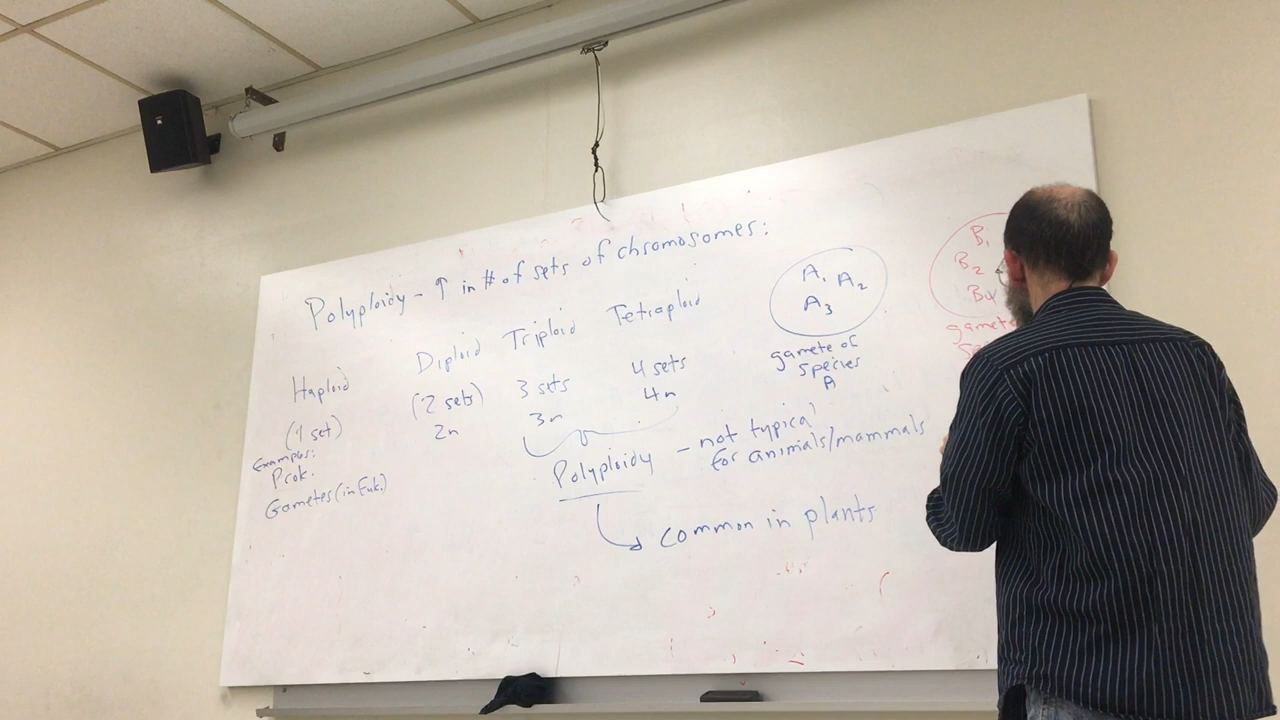 Polyploidy - ↑ in # of sets of chromosomes:
Haploid
(1 set)
Examples:
Prok.
Gametes (in Euk.)
Diploid
(2 sets)
2n
Triploid
3 sets
3n
Tetraploid
4 sets
4n
Polyploidy - not typical
for animals/mammals
common in plants
A₁ A₂
A₃
gamete of
species
A
B₁
B₂